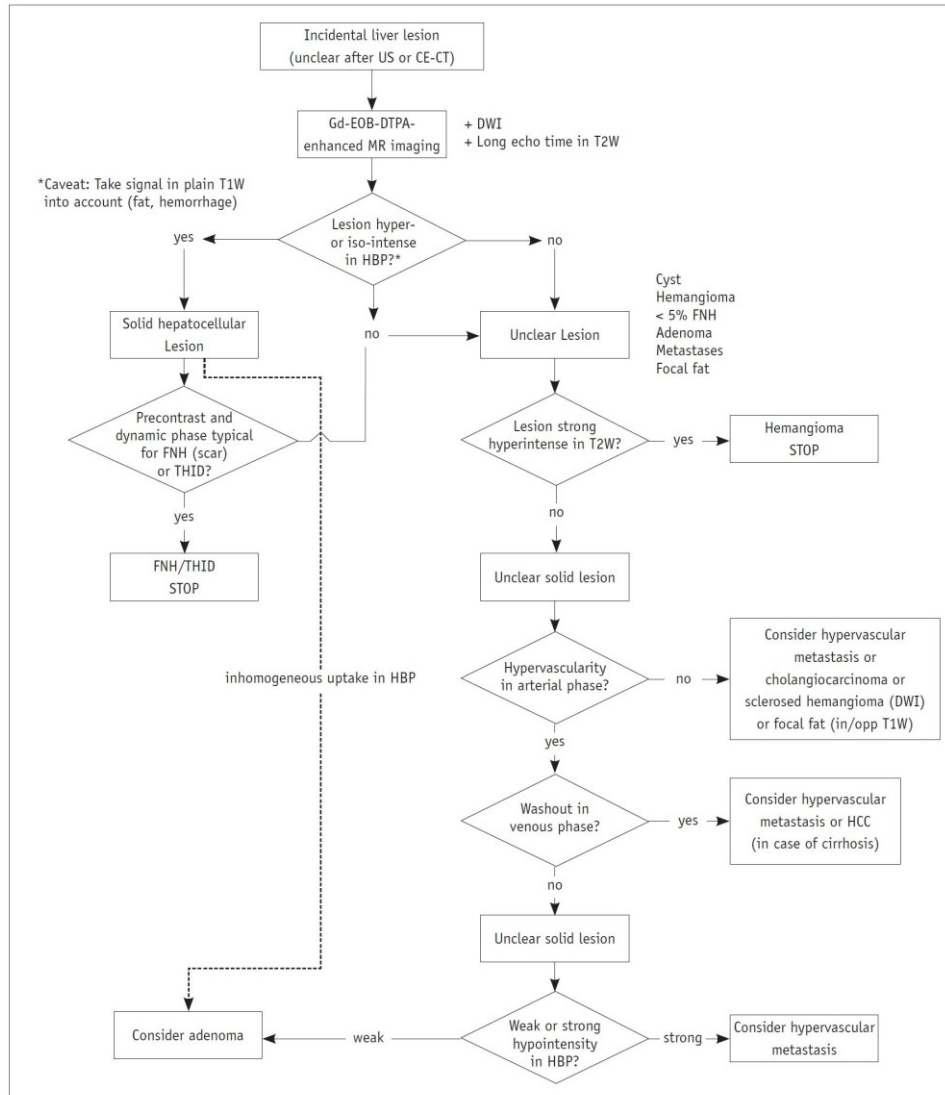 Incidental liver lesion
(unclear after US or CE-CT)
Gd-EOB-DTPA-
enhanced MR imaging
+ DWI
+ Long echo time in T2W
*Caveat: Take signal in plain T1W
into account (fat, hemorrhage)
Lesion hyper-
or iso-intense
in HBP?*
yes
no
Solid hepatocellular
Lesion
no
Unclear Lesion
Cyst
Hemangioma
< 5% FNH
Adenoma
Metastases
Focal fat
Precontrast and
dynamic phase typical
for FNH (scar)
or THID?
Lesion strong
hyperintense in T2W?
yes
Hemangioma
STOP
yes
no
FNH/THID
STOP
Unclear solid lesion
inhomogeneous uptake in HBP
Hypervascularity
in arterial phase?
no
Consider hypervascular
metastasis or
cholangiocarcinoma or
sclerosed hemangioma (DWI)
or focal fat (in/opp T1W)
yes
Washout in
venous phase?
yes
Consider hypervascular
metastasis or HCC
(in case of cirrhosis)
no
Unclear solid lesion
Consider adenoma
weak
Weak or strong
hypointensity
in HBP?
strong
Consider hypervascular
metastasis